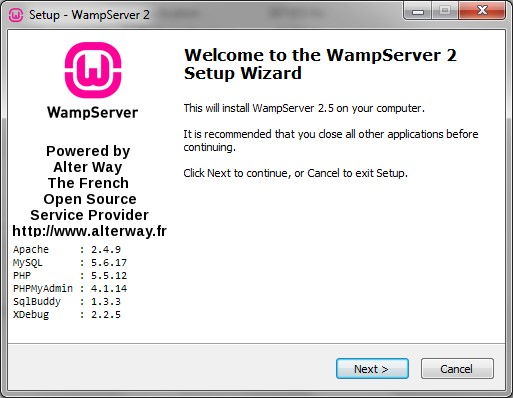 Setup - WampServer 2
WampServer
Powered by
Alter Way
The French
Open Source
Service Provider
http://www.alterway.fr
Apache : 2.4.9
MySQL : 5.6.17
PHP : 5.5.12
PHPMyAdmin : 4.1.14
SqlBuddy : 1.3.3
XDebug : 2.2.5
Welcome to the WampServer 2
Setup Wizard
This will install WampServer 2.5 on your computer.
It is recommended that you close all other applications before
continuing.
Click Next to continue, or Cancel to exit Setup.
Next >
Cancel